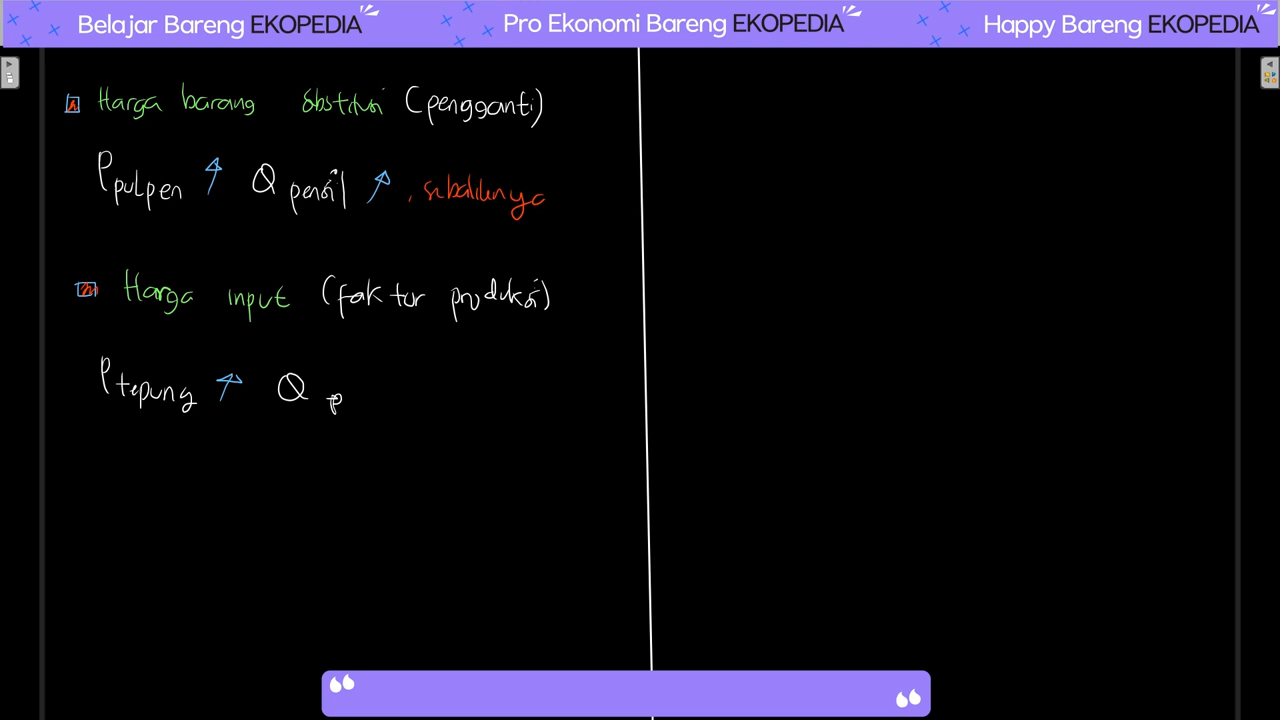 Belajar Bareng EKOPEDIA
Pro Ekonomi Bareng EKOPEDIA
Happy Bareng EKOPEDIA
Harga barang substitusi (pengganti)
P pulpen ↑ Q pensil ↑ , sebaliknya
Harga input (faktur produksi)
P tepung ↑ Q p